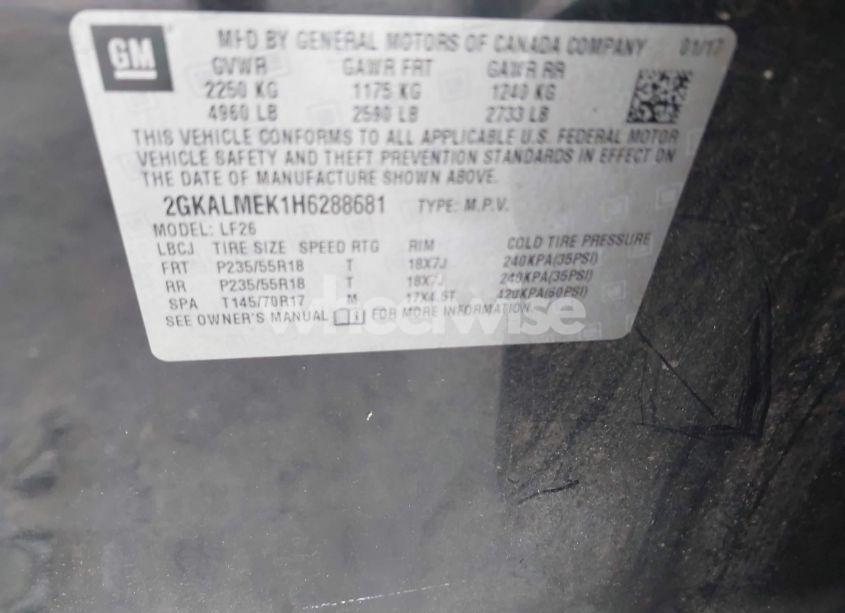 GM
MFD BY GENERAL MOTORS OF CANADA COMPANY 01/17
GVWR GAWR FRT GAWR RR
2250 KG 1175 KG 1240 KG
4960 LB 2590 LB 2733 LB
THIS VEHICLE CONFORMS TO ALL APPLICABLE U.S. FEDERAL MOTOR
VEHICLE SAFETY AND THEFT PREVENTION STANDARDS IN EFFECT ON
THE DATE OF MANUFACTURE SHOWN ABOVE.
2GKALMEK1H6288681 TYPE: M.P.V.
MODEL: LF26
LBCJ TIRE SIZE SPEED RTG RIM COLD TIRE PRESSURE
FRT P235/55R18 T 18X7J 240KPA(35PSI)
RR P235/55R18 T 18X7J 240KPA(35PSI)
SPA T145/70R17 M 17X4.5T 420KPA(60PSI)
SEE OWNER'S MANUAL FOR MORE INFORMATION
wheelwise